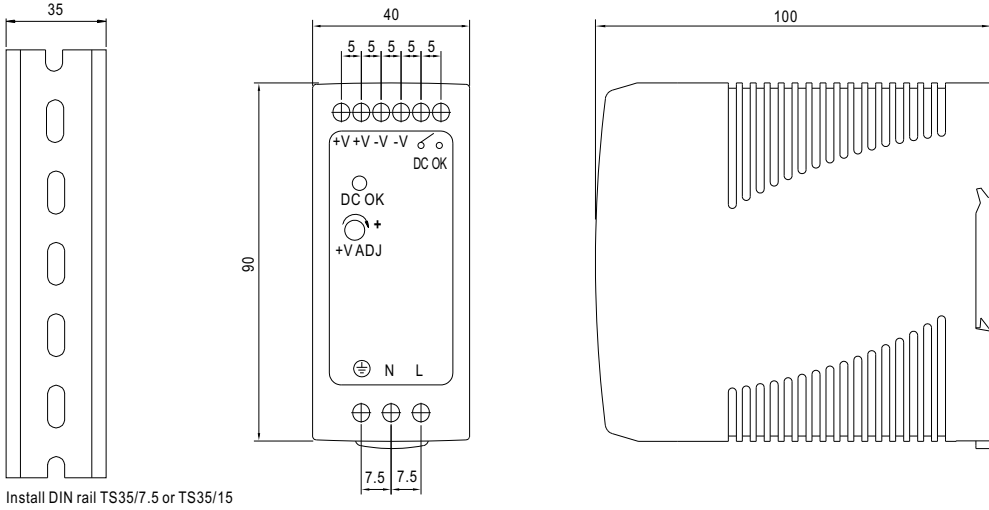 35
40
100
5 5 5 5 5
+V +V -V -V
DC OK
DC OK
+
+V ADJ
90
N L
7.5 7.5
Install DIN rail TS35/7.5 or TS35/15